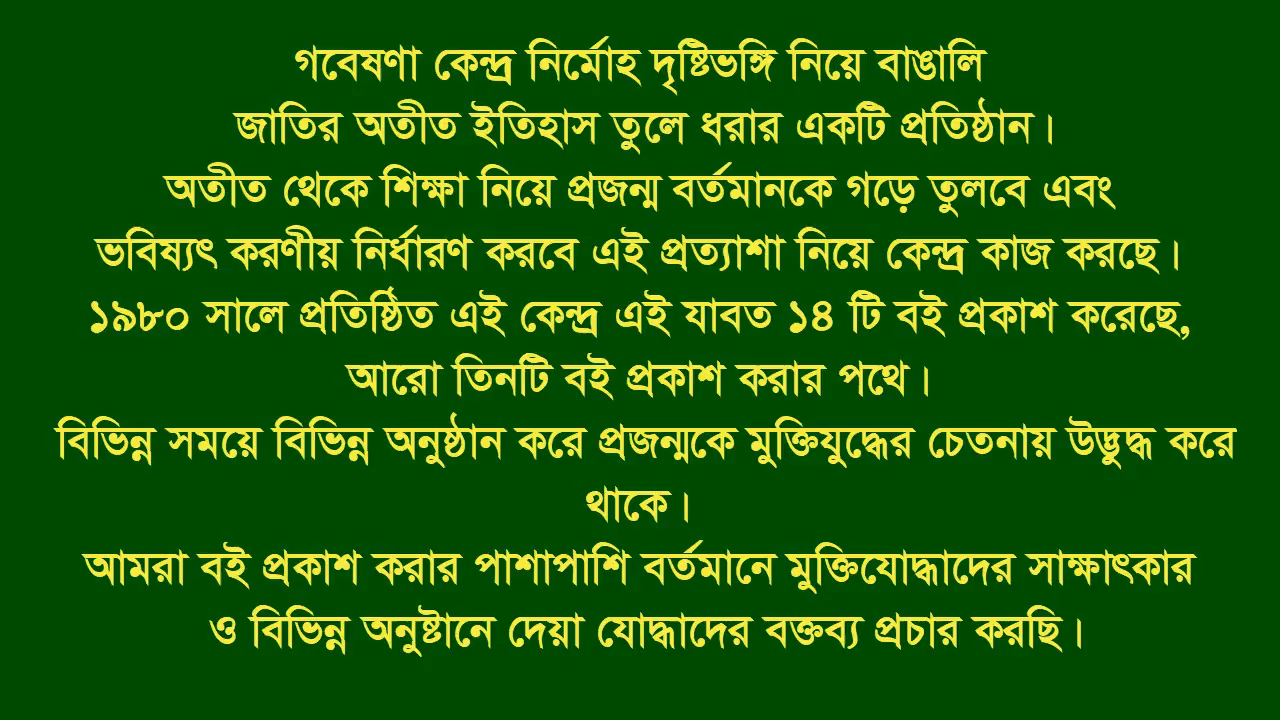 গবেষণা কেন্দ্র নির্মোহ দৃষ্টিভঙ্গি নিয়ে বাঙালি
জাতির অতীত ইতিহাস তুলে ধরার একটি প্রতিষ্ঠান।
অতীত থেকে শিক্ষা নিয়ে প্রজন্ম বর্তমানকে গড়ে তুলবে এবং
ভবিষ্যৎ করণীয় নির্ধারণ করবে এই প্রত্যাশা নিয়ে কেন্দ্র কাজ করছে।
১৯৮০ সালে প্রতিষ্ঠিত এই কেন্দ্র এই যাবত ১৪ টি বই প্রকাশ করেছে,
আরো তিনটি বই প্রকাশ করার পথে।
বিভিন্ন সময়ে বিভিন্ন অনুষ্ঠান করে প্রজন্মকে মুক্তিযুদ্ধের চেতনায় উদ্ভুদ্ধ করে
থাকে।
আমরা বই প্রকাশ করার পাশাপাশি বর্তমানে মুক্তিযোদ্ধাদের সাক্ষাৎকার
ও বিভিন্ন অনুষ্টানে দেয়া যোদ্ধাদের বক্তব্য প্রচার করছি।